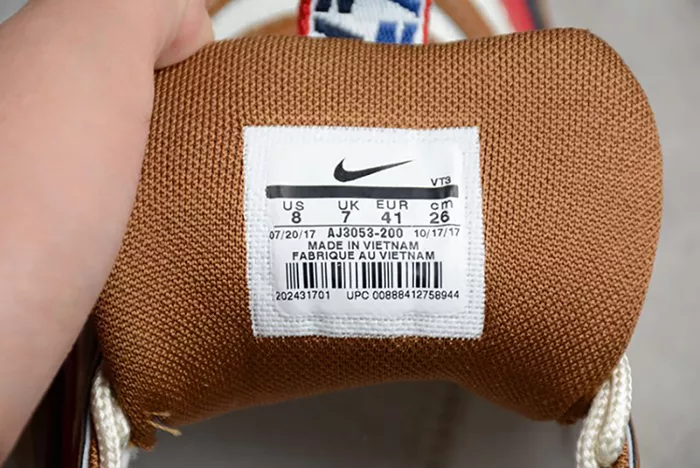 VT3
US UK EUR cm
8 7 41 26
07/20/17 AJ3053-200 10/17/17
MADE IN VIETNAM
FABRIQUE AU VIETNAM
202431701 UPC 00888412758944